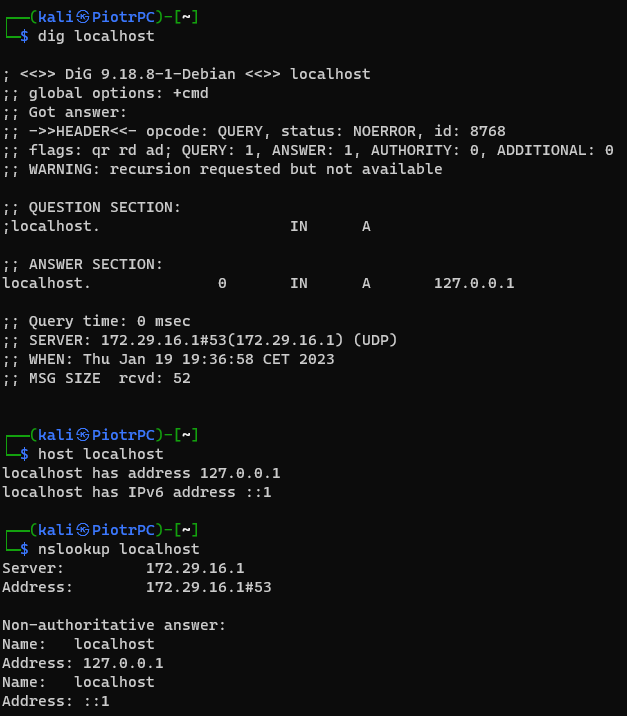 ┌──(kali㉿PiotrPC)-[~]
└─$ dig localhost

; <<>> DiG 9.18.8-1-Debian <<>> localhost
;; global options: +cmd
;; Got answer:
;; ->>HEADER<<- opcode: QUERY, status: NOERROR, id: 8768
;; flags: qr rd ad; QUERY: 1, ANSWER: 1, AUTHORITY: 0, ADDITIONAL: 0
;; WARNING: recursion requested but not available

;; QUESTION SECTION:
;localhost.                     IN      A

;; ANSWER SECTION:
localhost.              0       IN      A       127.0.0.1

;; Query time: 0 msec
;; SERVER: 172.29.16.1#53(172.29.16.1) (UDP)
;; WHEN: Thu Jan 19 19:36:58 CET 2023
;; MSG SIZE  rcvd: 52

┌──(kali㉿PiotrPC)-[~]
└─$ host localhost
localhost has address 127.0.0.1
localhost has IPv6 address ::1

┌──(kali㉿PiotrPC)-[~]
└─$ nslookup localhost
Server:         172.29.16.1
Address:        172.29.16.1#53

Non-authoritative answer:
Name:   localhost
Address: 127.0.0.1
Name:   localhost
Address: ::1